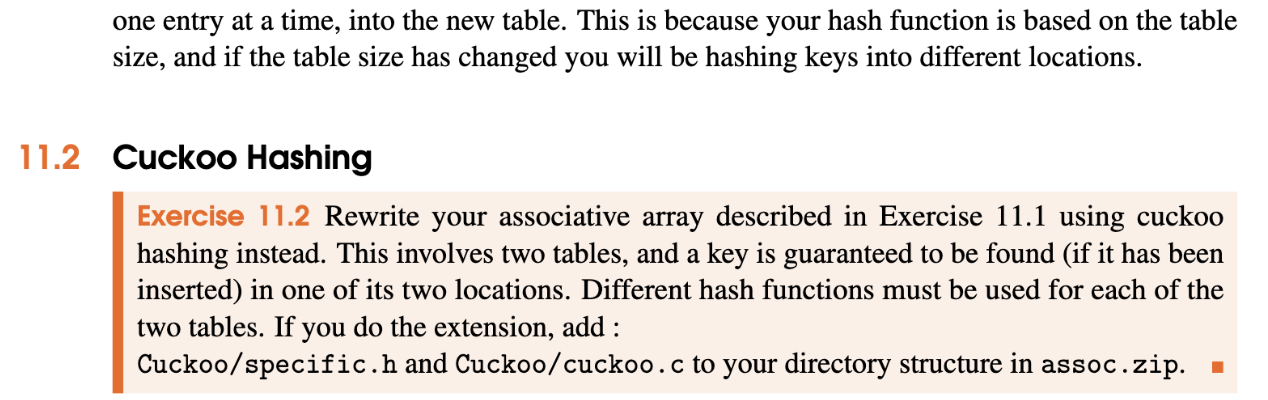 one entry at a time, into the new table. This is because your hash function is based on the table
size, and if the table size has changed you will be hashing keys into different locations.
11.2 Cuckoo Hashing
Exercise 11.2 Rewrite your associative array described in Exercise 11.1 using cuckoo
hashing instead. This involves two tables, and a key is guaranteed to be found (if it has been
inserted) in one of its two locations. Different hash functions must be used for each of the
two tables. If you do the extension, add :
Cuckoo/specific.h and Cuckoo/cuckoo.c to your directory structure in assoc.zip.